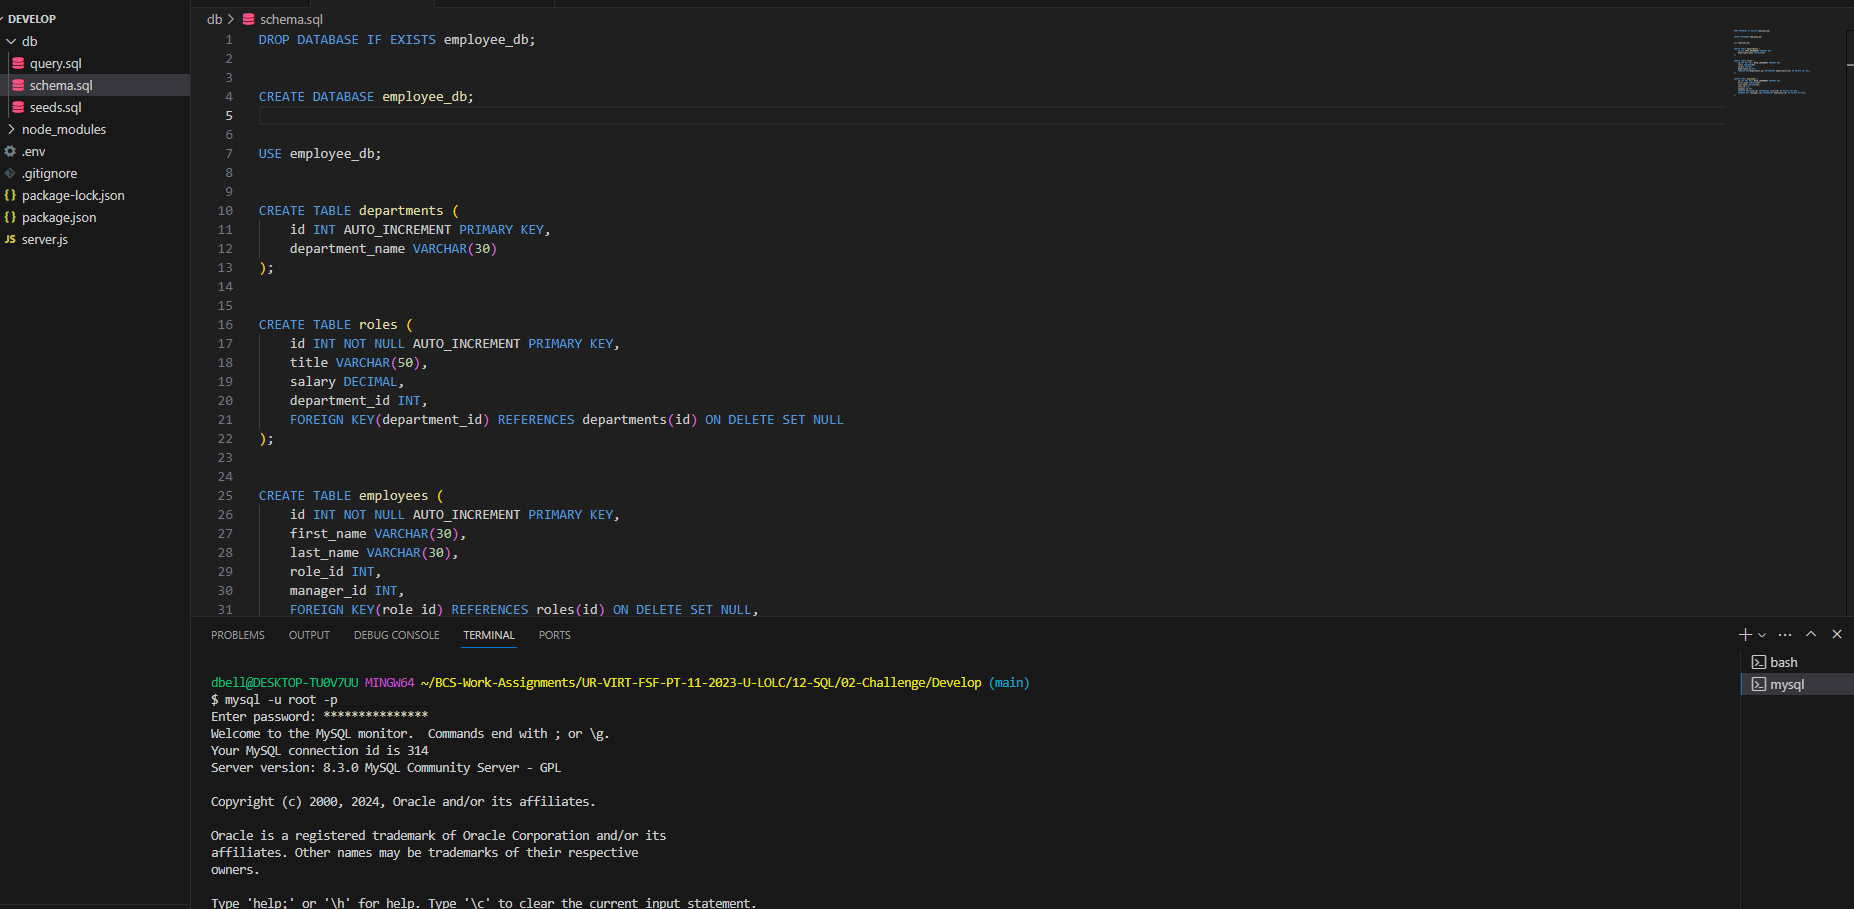 DEVELOP
db
query.sql
schema.sql
seeds.sql
node_modules
.env
.gitignore
package-lock.json
package.json
server.js
db > schema.sql
1 DROP DATABASE IF EXISTS employee_db;
2
3
4 CREATE DATABASE employee_db;
5
6
7 USE employee_db;
8
9
10 CREATE TABLE departments (
11 id INT AUTO_INCREMENT PRIMARY KEY,
12 department_name VARCHAR(30)
13 );
14
15
16 CREATE TABLE roles (
17 id INT NOT NULL AUTO_INCREMENT PRIMARY KEY,
18 title VARCHAR(50),
19 salary DECIMAL,
20 department_id INT,
21 FOREIGN KEY(department_id) REFERENCES departments(id) ON DELETE SET NULL
22 );
23
24
25 CREATE TABLE employees (
26 id INT NOT NULL AUTO_INCREMENT PRIMARY KEY,
27 first_name VARCHAR(30),
28 last_name VARCHAR(30),
29 role_id INT,
30 manager_id INT,
31 FOREIGN KEY(role_id) REFERENCES roles(id) ON DELETE SET NULL,
PROBLEMS OUTPUT DEBUG CONSOLE TERMINAL PORTS
bash
mysql
dbell@DESKTOP-TU0V7UU MINGW64 ~/BCS-Work-Assignments/UR-VIRT-FSF-PT-11-2023-U-LOLC/12-SQL/02-Challenge/Develop (main)
$ mysql -u root -p
Enter password: ***************
Welcome to the MySQL monitor.  Commands end with ; or \g.
Your MySQL connection id is 314
Server version: 8.3.0 MySQL Community Server - GPL
Copyright (c) 2000, 2024, Oracle and/or its affiliates.
Oracle is a registered trademark of Oracle Corporation and/or its
affiliates. Other names may be trademarks of their respective
owners.
Type 'help;' or '\h' for help. Type '\c' to clear the current input statement.